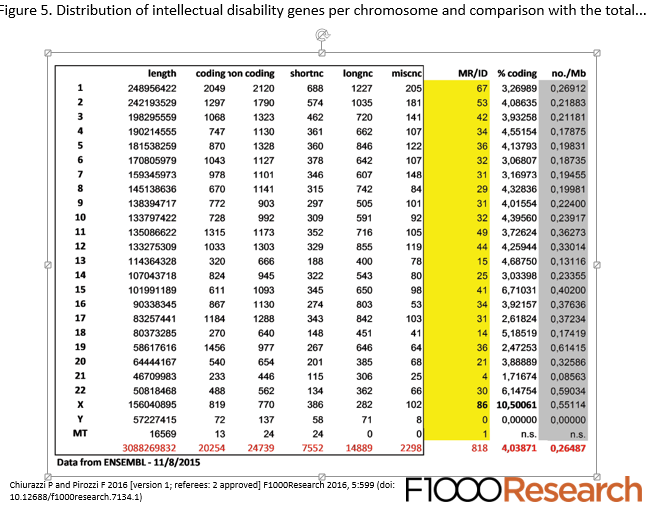 Figure 5. Distribution of intellectual disability genes per chromosome and comparison with the total...
length coding non coding shortnc longnc miscnc MR/ID % coding no./Mb
1 248956422 2049 2120 688 1227 205 67 3,26989 0,26912
2 242193529 1297 1790 574 1035 181 53 4,08635 0,21883
3 198295559 1068 1323 462 720 141 42 3,93258 0,21181
4 190214555 747 1130 361 662 107 34 4,55154 0,17875
5 181538259 870 1328 360 846 122 36 4,13793 0,19831
6 170805979 1043 1127 378 642 107 32 3,06807 0,18735
7 159345973 978 1101 346 607 148 31 3,16973 0,19455
8 145138636 670 1141 315 742 84 29 4,32836 0,19981
9 138394717 772 903 297 505 101 31 4,01554 0,22400
10 133797422 728 992 309 591 92 32 4,39560 0,23917
11 135086622 1315 1173 352 716 105 49 3,72624 0,36273
12 133275309 1033 1303 329 855 119 44 4,25944 0,33014
13 114364328 320 666 188 400 78 15 4,68750 0,13116
14 107043718 824 945 322 543 80 25 3,03398 0,23355
15 101991189 611 1093 345 650 98 41 6,71031 0,40200
16 90338345 867 1130 274 803 53 34 3,92157 0,37636
17 83257441 1184 1288 343 842 103 31 2,61824 0,37234
18 80373285 270 640 148 451 41 14 5,18519 0,17419
19 58617616 1456 977 267 646 64 36 2,47253 0,61415
20 64444167 540 654 201 385 68 21 3,88889 0,32586
21 46709983 233 446 115 306 25 4 1,71674 0,08563
22 50818468 488 562 134 362 66 30 6,14754 0,59034
X 156040895 819 770 386 282 102 86 10,50061 0,55114
Y 57227415 72 137 58 71 8 0 0,00000 0,00000
MT 16569 13 24 24 0 0 1 n.s. n.s.
3088269832 20254 24739 7552 14889 2298 818 4,03871 0,26487
Data from ENSEMBL - 11/8/2015
Chiurazzi P and Pirozzi F 2016 [version 1; referees: 2 approved] F1000Research 2016, 5:599 (doi:
10.12688/f1000research.7134.1)
F1000Research